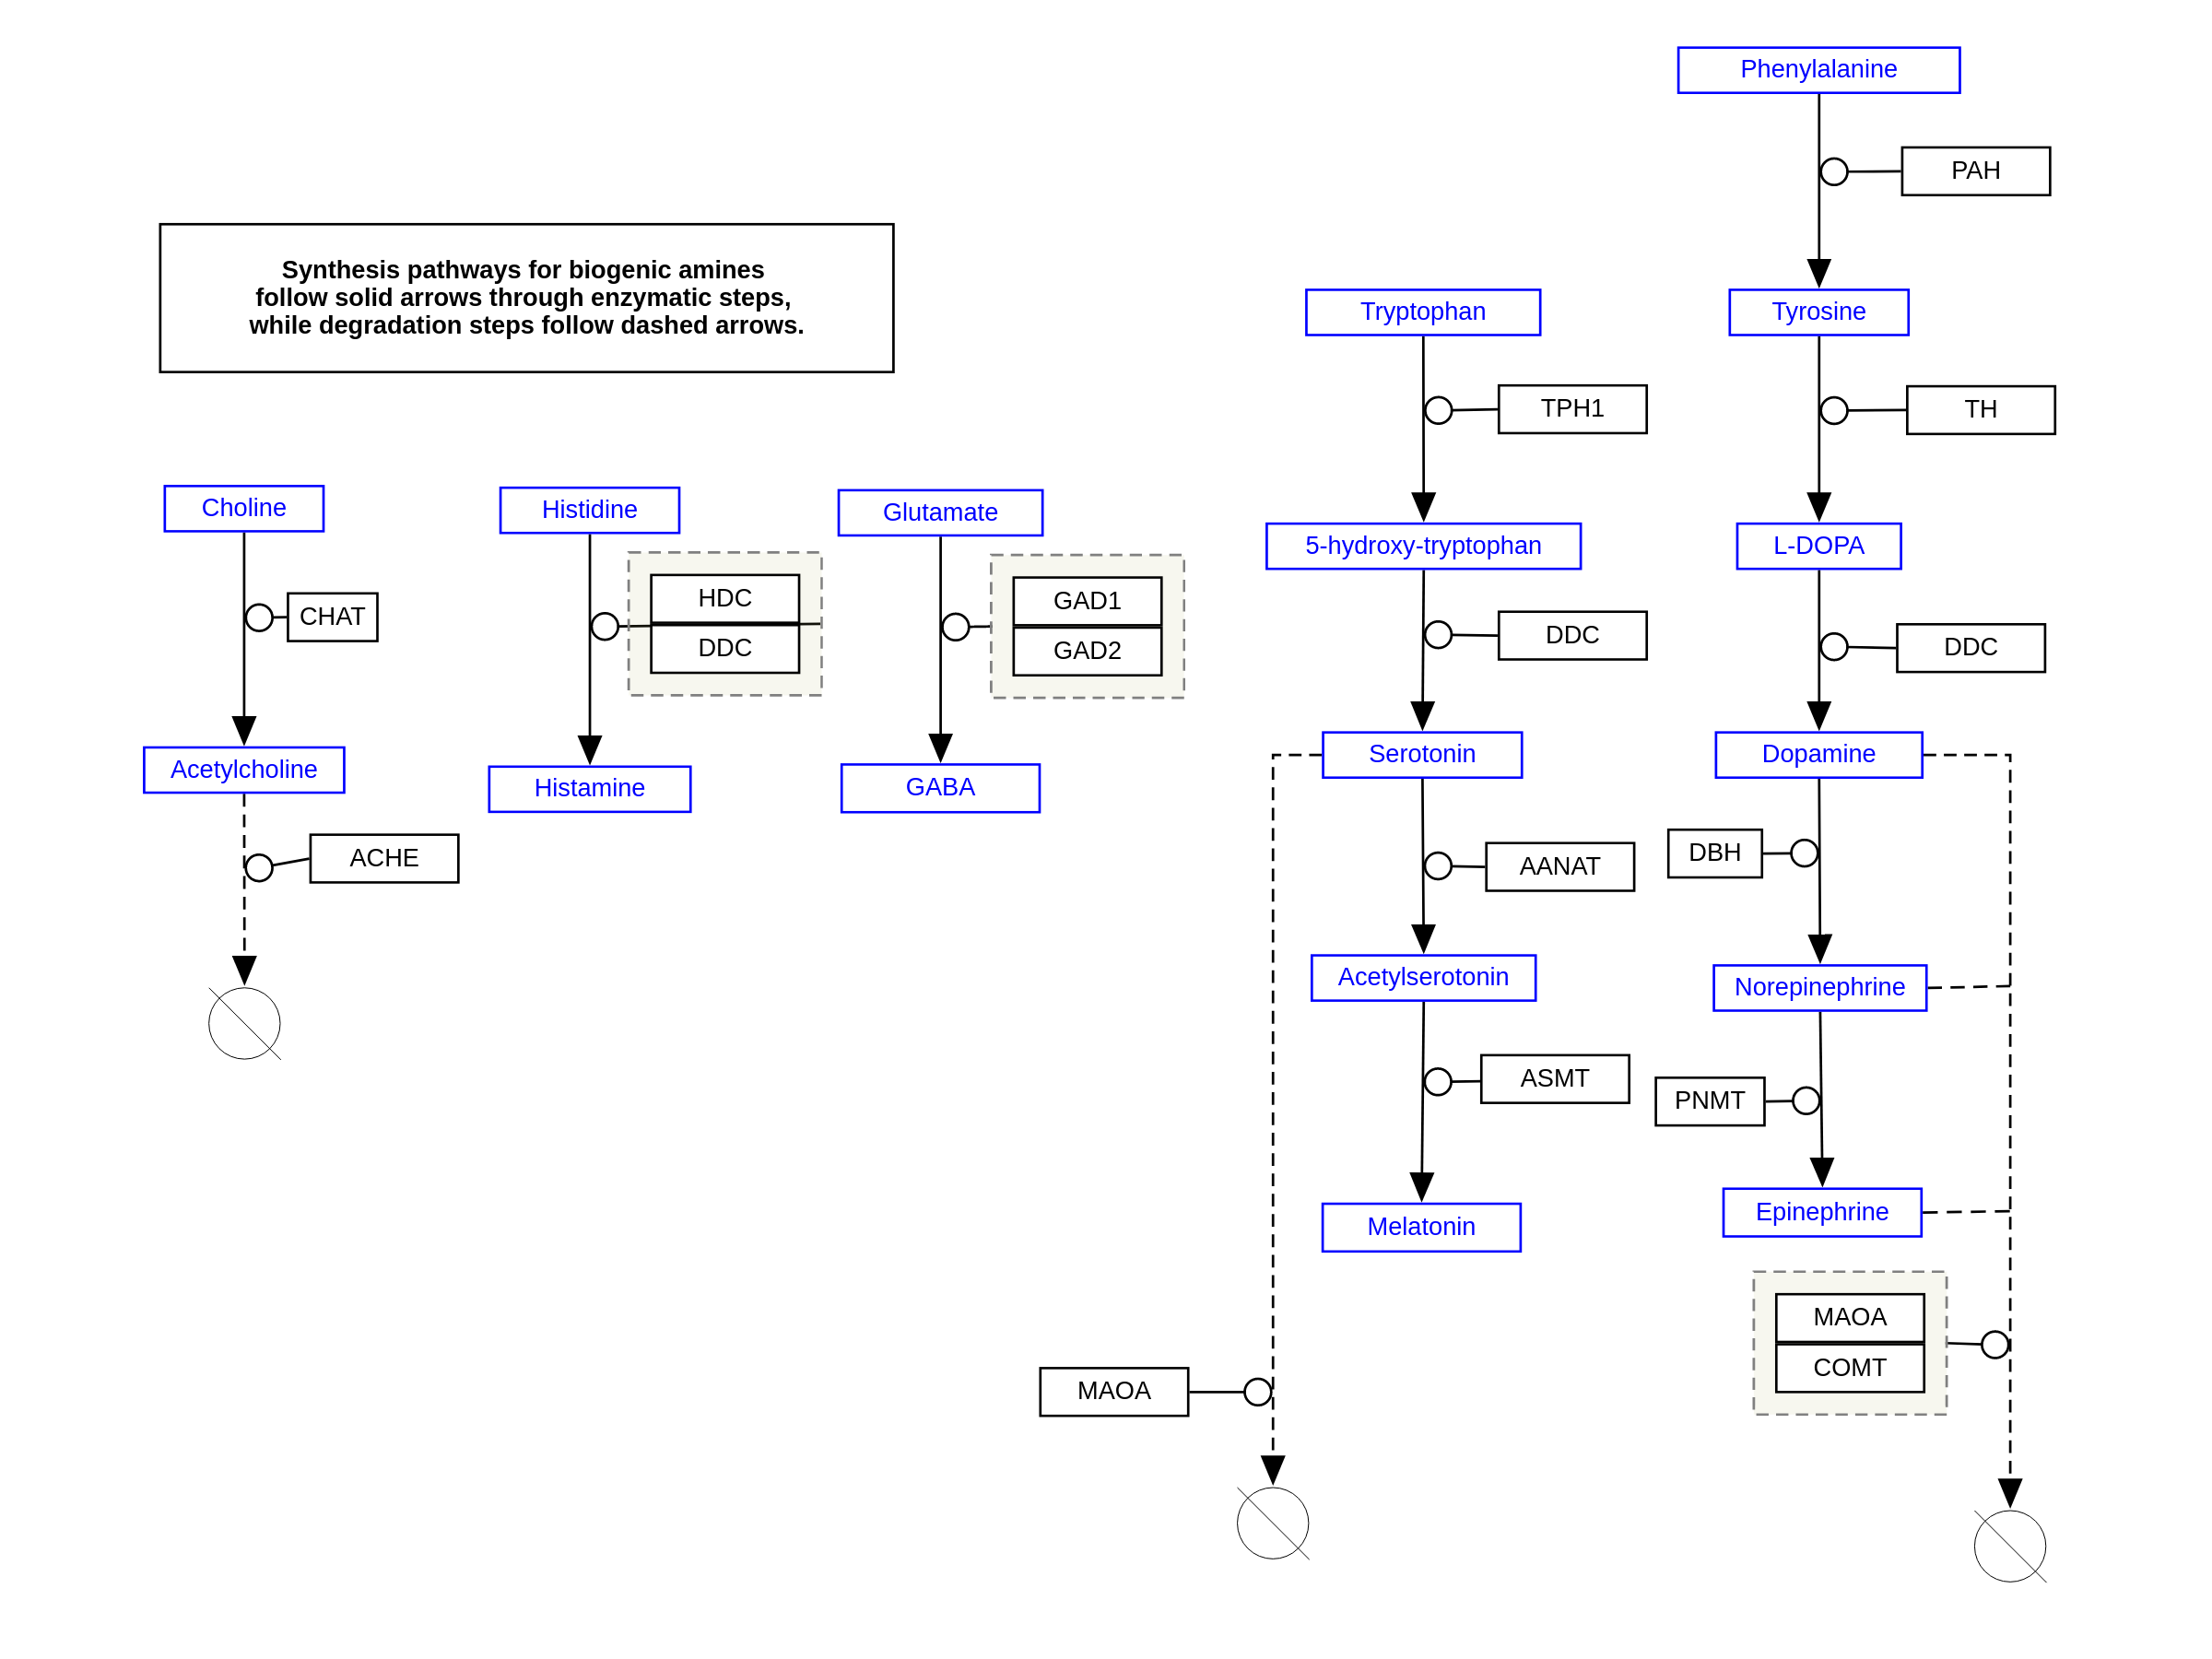 Phenylalanine
PAH
Synthesis pathways for biogenic amines
follow solid arrows through enzymatic steps,
while degradation steps follow dashed arrows.
Tryptophan
Tyrosine
TPH1
TH
Choline
Histidine
Glutamate
5-hydroxy-tryptophan
L-DOPA
CHAT
HDC
DDC
GAD1
GAD2
DDC
DDC
Acetylcholine
Histamine
GABA
Serotonin
Dopamine
ACHE
AANAT
DBH
Acetylserotonin
Norepinephrine
ASMT
PNMT
Melatonin
Epinephrine
MAOA
COMT
MAOA